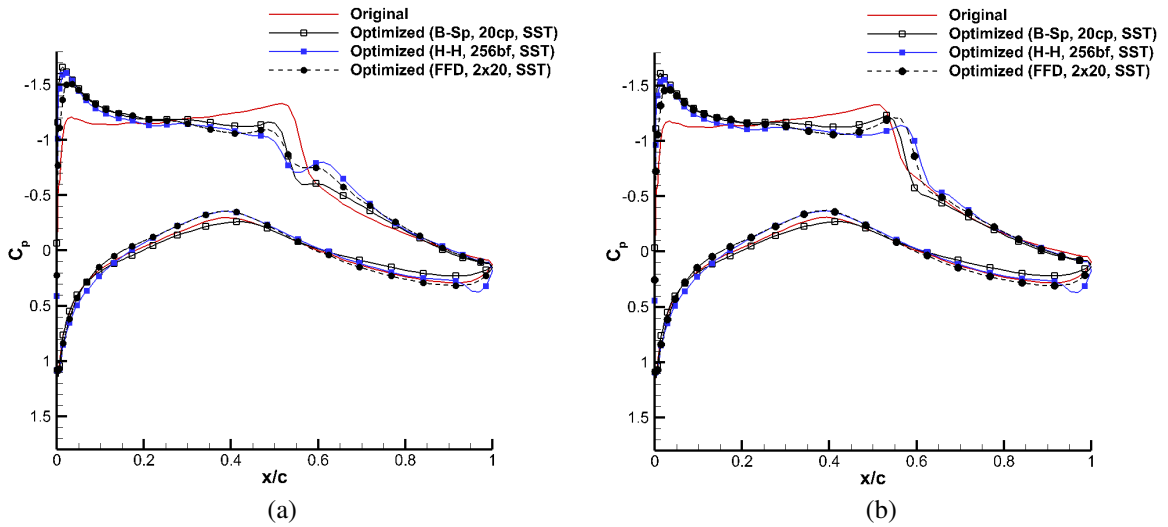 Original
Optimized (B-Sp, 20cp, SST)
Optimized (H-H, 256bf, SST)
Optimized (FFD, 2x20, SST)
-1.5
-1
-0.5
0
0.5
1
1.5
Cp
0
0.2
0.4
0.6
0.8
1
x/c
(a)
Original
Optimized (B-Sp, 20cp, SST)
Optimized (H-H, 256bf, SST)
Optimized (FFD, 2x20, SST)
-1.5
-1
-0.5
0
0.5
1
1.5
Cp
0
0.2
0.4
0.6
0.8
1
x/c
(b)